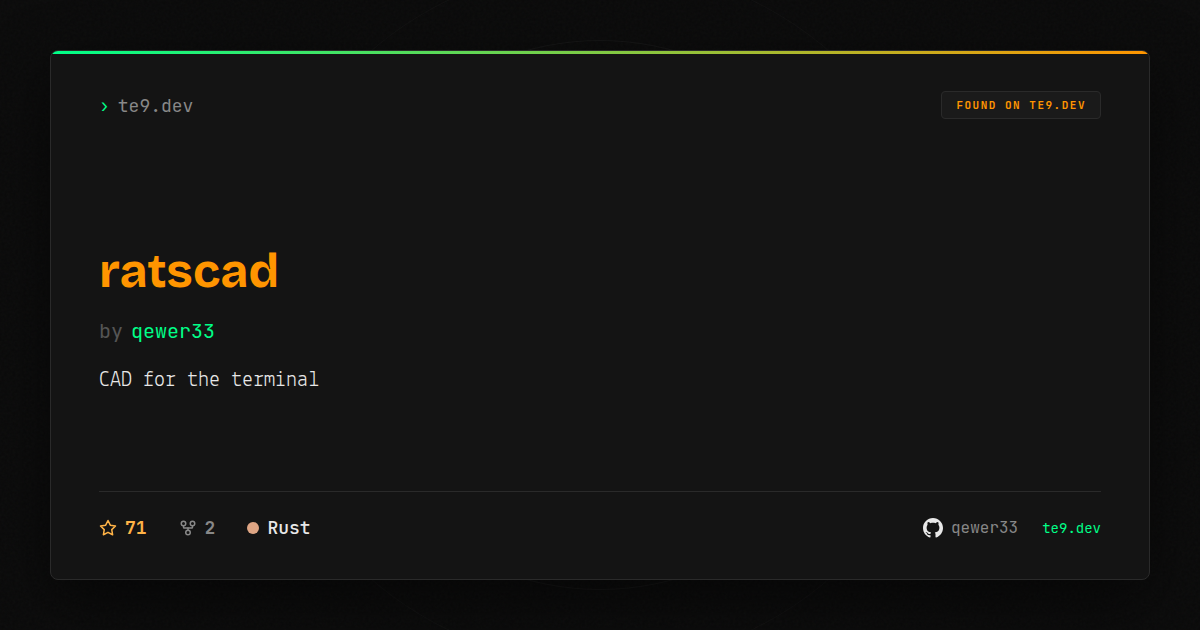 › te9.dev
FOUND ON TE9.DEV
ratscad
by qewer33
CAD for the terminal
71 2 Rust
qewer33 te9.dev